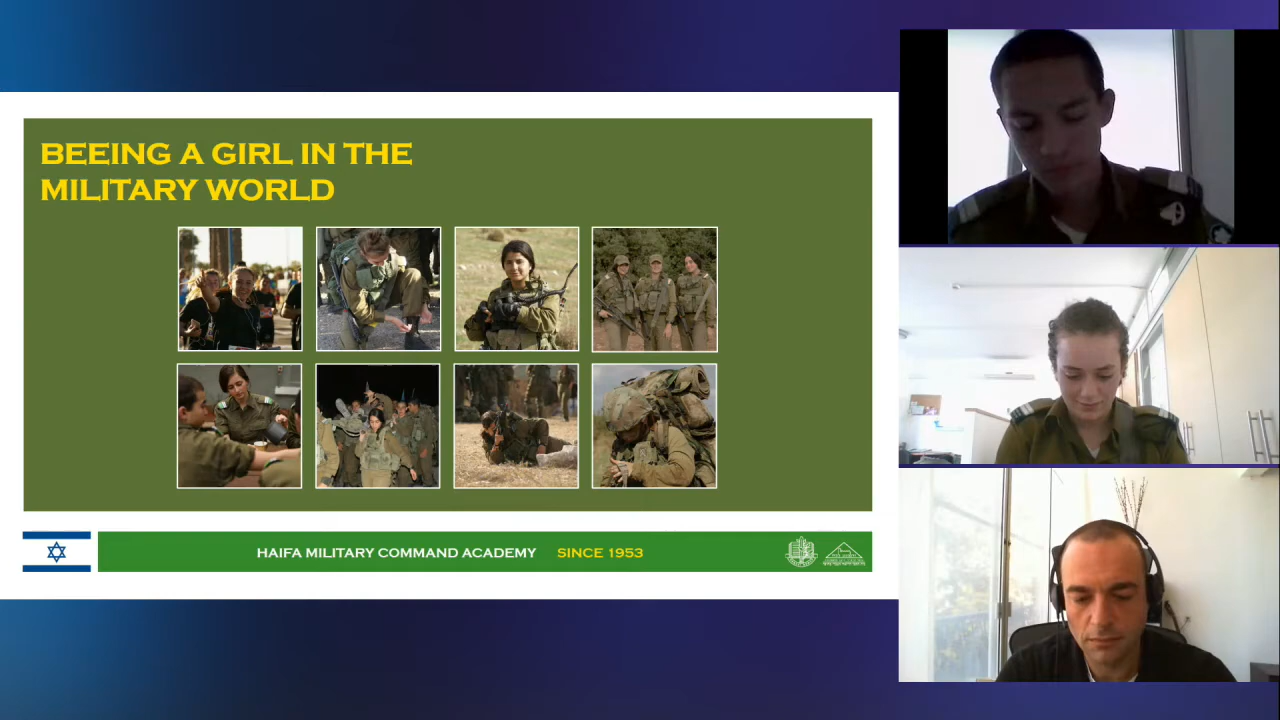 BEEING A GIRL IN THE
MILITARY WORLD
HAIFA MILITARY COMMAND ACADEMY SINCE 1953